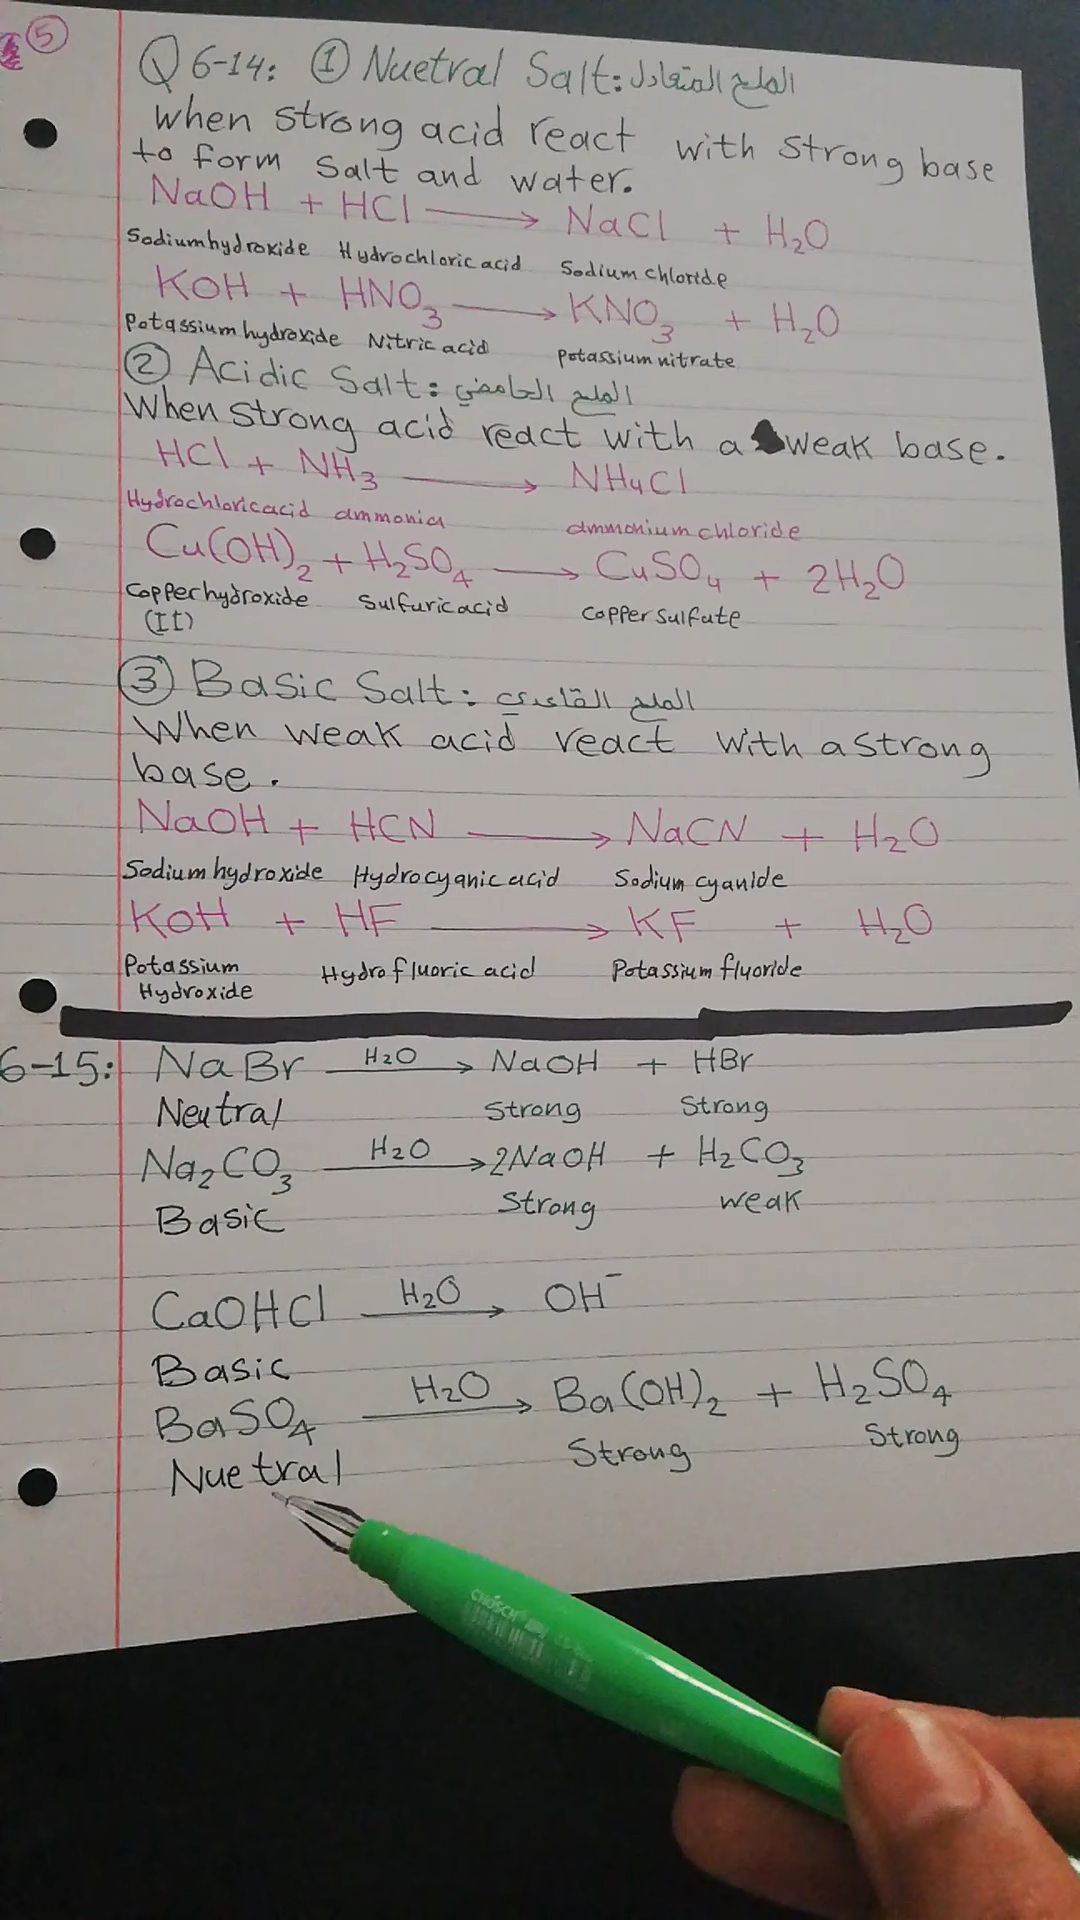 5
Q 6-14: ① Nuetral Salt: الملح المتعادل
when strong acid react with strong base
to form salt and water.
NaOH + HCl → NaCl + H₂O
Sodiumhydroxide Hydrochloric acid Sodium chloride
KOH + HNO₃ → KNO₃ + H₂O
Potassium hydroxide Nitric acid potassium nitrate
② Acidic Salt: الملح الحامضي
When strong acid react with a weak base.
HCl + NH₃ → NH₄Cl
Hydrochloric acid ammonia ammonium chloride
Cu(OH)₂ + H₂SO₄ → CuSO₄ + 2H₂O
Copperhydroxide Sulfuric acid Copper sulfate
(II)
③ Basic Salt: الملح القاعدي
When weak acid react with a strong
base.
NaOH + HCN → NaCN + H₂O
Sodium hydroxide Hydrocyanic acid Sodium cyanide
KOH + HF → KF + H₂O
Potassium Hydrofluoric acid Potassium fluoride
Hydroxide
6-15: NaBr H₂O→ NaOH + HBr
Neutral Strong Strong
Na₂CO₃ H₂O→ 2NaOH + H₂CO₃
Basic Strong weak
CaOHCl H₂O→ OH⁻
Basic
BaSO₄ H₂O→ Ba(OH)₂ + H₂SO₄
Nuetral Strong Strong
CHOSCH